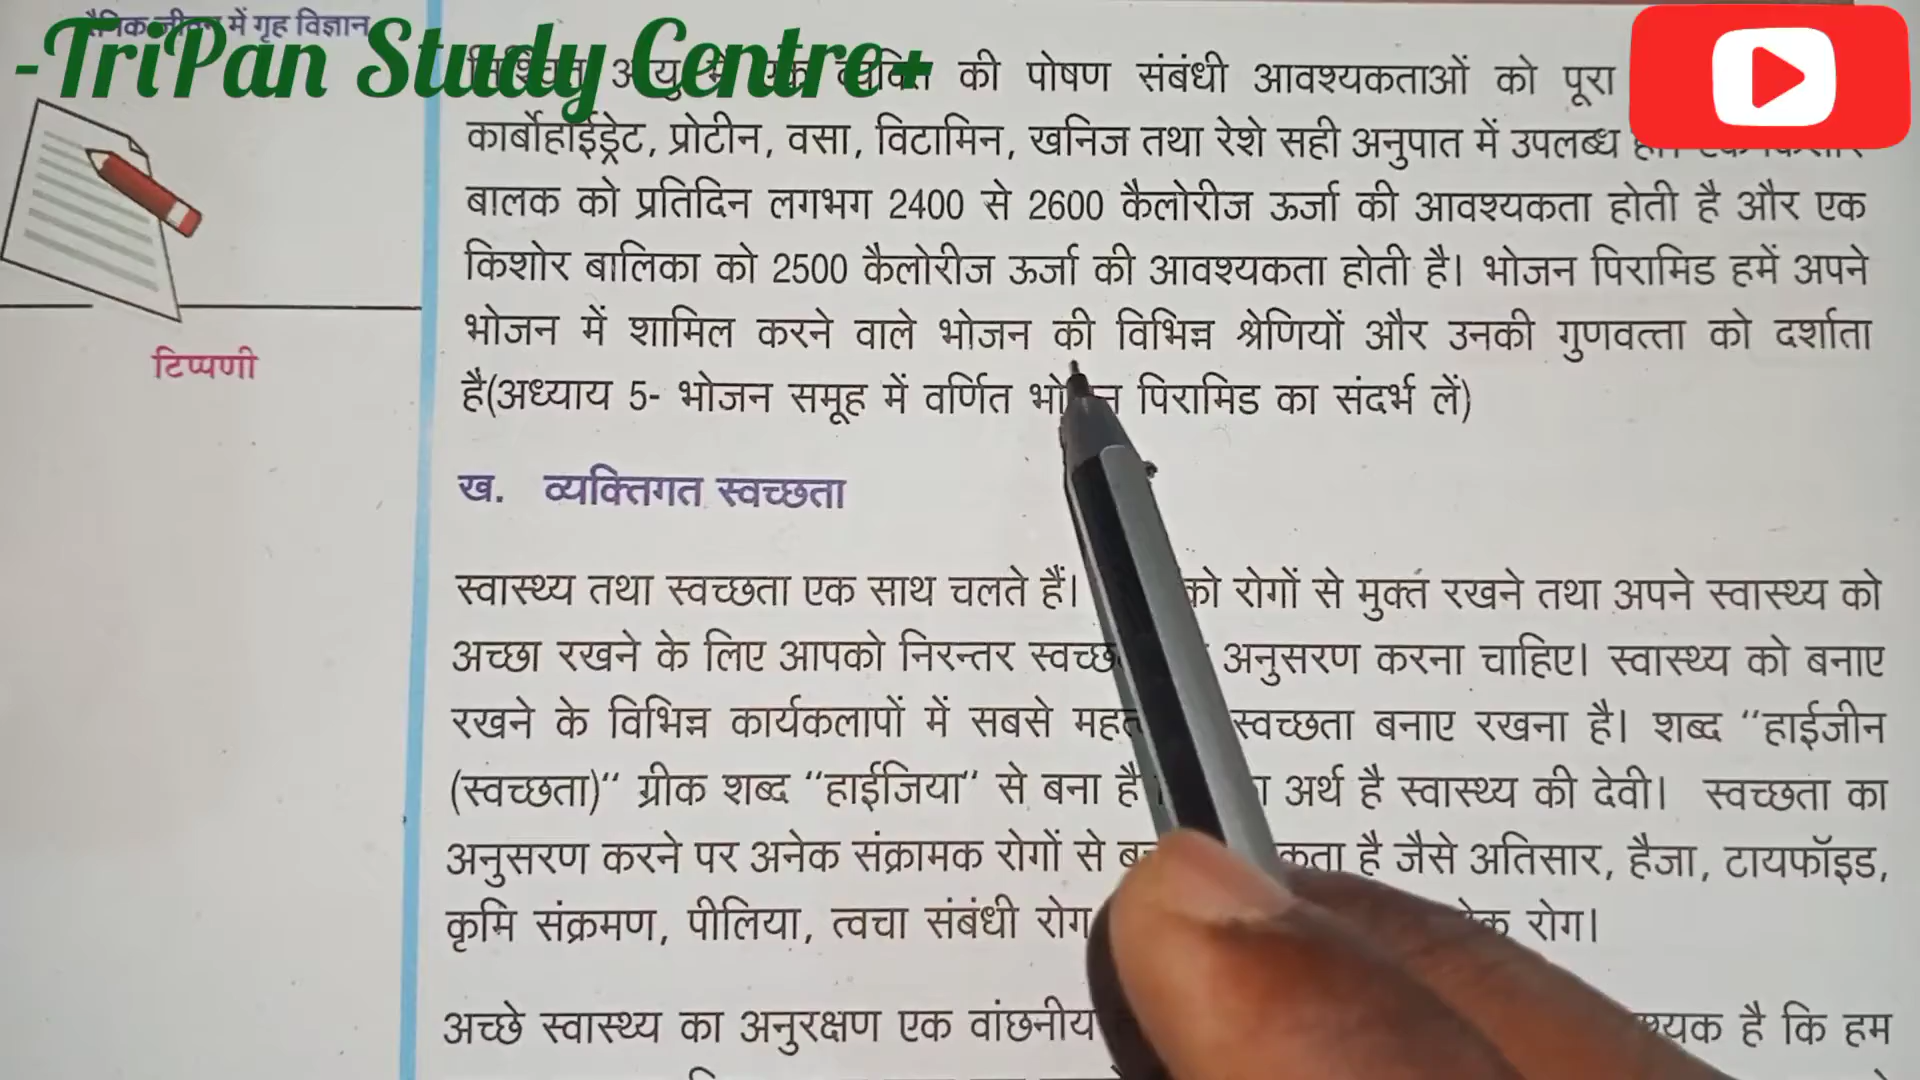 दैनिक जीवन में गृह विज्ञान
-TriPan Study Centre+
की पोषण संबंधी आवश्यकताओं को पूरा
कार्बोहाईड्रेट, प्रोटीन, वसा, विटामिन, खनिज तथा रेशे सही अनुपात में उपलब्ध
बालक को प्रतिदिन लगभग 2400 से 2600 कैलोरीज ऊर्जा की आवश्यकता होती है और एक
किशोर बालिका को 2500 कैलोरीज ऊर्जा की आवश्यकता होती है। भोजन पिरामिड हमें अपने
भोजन में शामिल करने वाले भोजन की विभिन्न श्रेणियों और उनकी गुणवत्ता को दर्शाता
है(अध्याय 5- भोजन समूह में वर्णित पिरामिड का संदर्भ लें)
टिप्पणी
ख. व्यक्तिगत स्वच्छता
स्वास्थ्य तथा स्वच्छता एक साथ चलते हैं। को रोगों से मुक्त रखने तथा अपने स्वास्थ्य को
अच्छा रखने के लिए आपको निरन्तर अनुसरण करना चाहिए। स्वास्थ्य को बनाए
रखने के विभिन्न कार्यकलापों में सबसे स्वच्छता बनाए रखना है। शब्द “हाईजीन
(स्वच्छता)“ ग्रीक शब्द “हाईजिया” से बना है अर्थ है स्वास्थ्य की देवी। स्वच्छता का
अनुसरण करने पर अनेक संक्रामक रोगों से है जैसे अतिसार, हैजा, टायफॉइड,
कृमि संक्रमण, पीलिया, त्वचा संबंधी रोग रोग।
अच्छे स्वास्थ्य का अनुरक्षण एक वांछनीय है कि हम